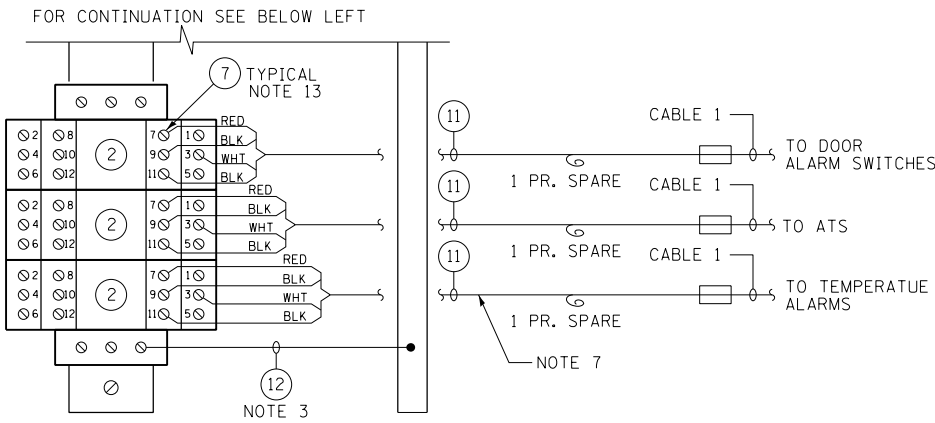 FOR CONTINUATION SEE BELOW LEFT
7 TYPICAL
NOTE 13
2 8 7 1
4 10 2 9 3
6 12 11 5
RED
BLK
WHT
BLK
11
1 PR. SPARE
CABLE 1
TO DOOR
ALARM SWITCHES
2 8 7 1
4 10 2 9 3
6 12 11 5
RED
BLK
WHT
BLK
11
1 PR. SPARE
CABLE 1
TO ATS
2 8 7 1
4 10 2 9 3
6 12 11 5
RED
BLK
WHT
BLK
11
1 PR. SPARE
CABLE 1
TO TEMPERATUE
ALARMS
NOTE 7
12
NOTE 3